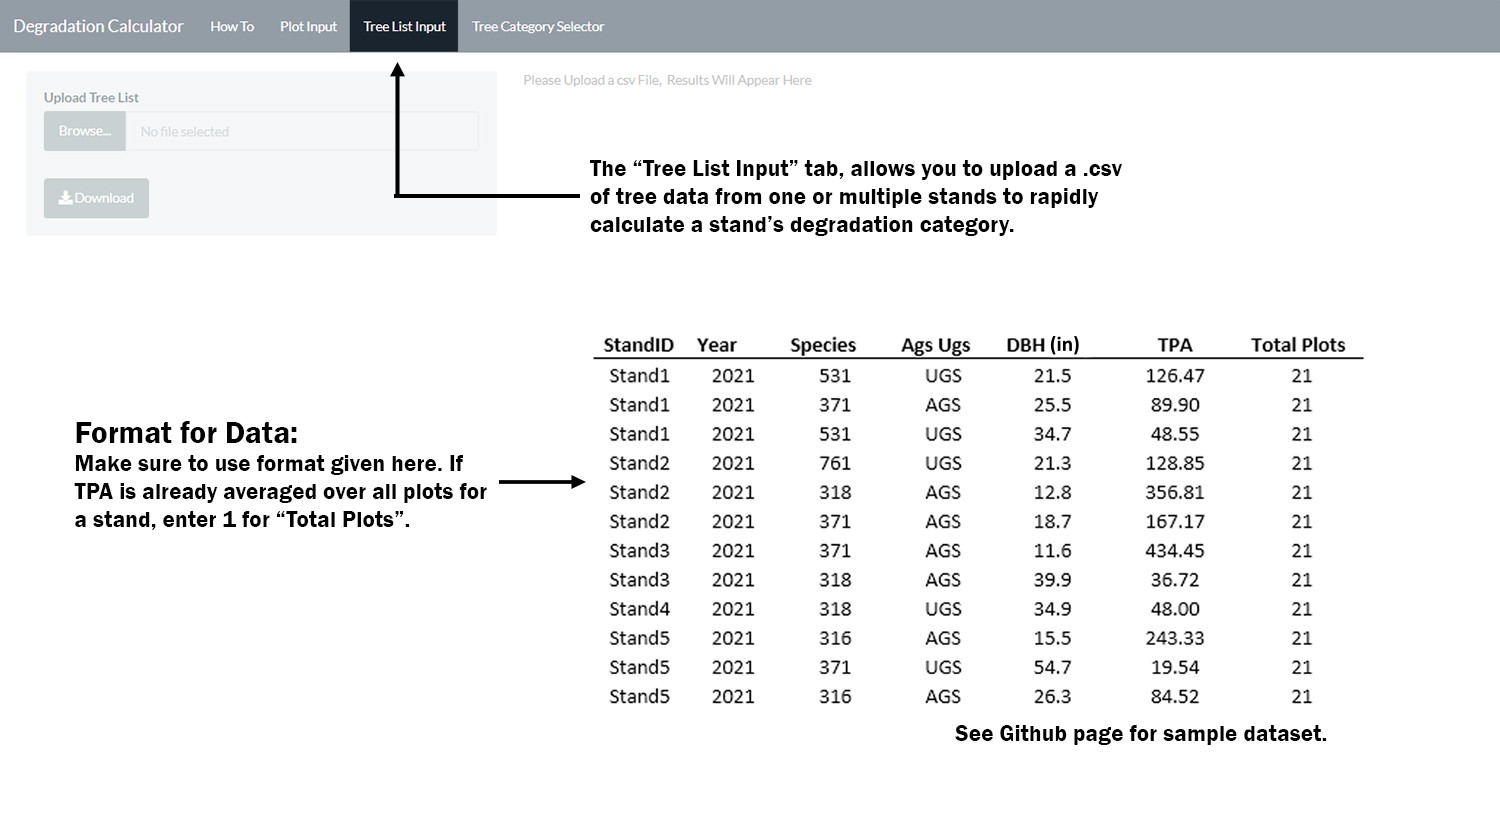 Degradation Calculator How To Plot Input Tree List Input Tree Category Selector
Upload Tree List
Browse... No file selected
Download
Please Upload a csv File, Results Will Appear Here
The “Tree List Input” tab, allows you to upload a .csv
of tree data from one or multiple stands to rapidly
calculate a stand’s degradation category.
Format for Data:
Make sure to use format given here. If
TPA is already averaged over all plots for
a stand, enter 1 for “Total Plots”.
StandID Year Species Ags Ugs DBH (in) TPA Total Plots
Stand1 2021 531 UGS 21.5 126.47 21
Stand1 2021 371 AGS 25.5 89.90 21
Stand1 2021 531 UGS 34.7 48.55 21
Stand2 2021 761 UGS 21.3 128.85 21
Stand2 2021 318 AGS 12.8 356.81 21
Stand2 2021 371 AGS 18.7 167.17 21
Stand3 2021 371 AGS 11.6 434.45 21
Stand3 2021 318 AGS 39.9 36.72 21
Stand4 2021 318 UGS 34.9 48.00 21
Stand5 2021 316 AGS 15.5 243.33 21
Stand5 2021 371 UGS 54.7 19.54 21
Stand5 2021 316 AGS 26.3 84.52 21
See Github page for sample dataset.